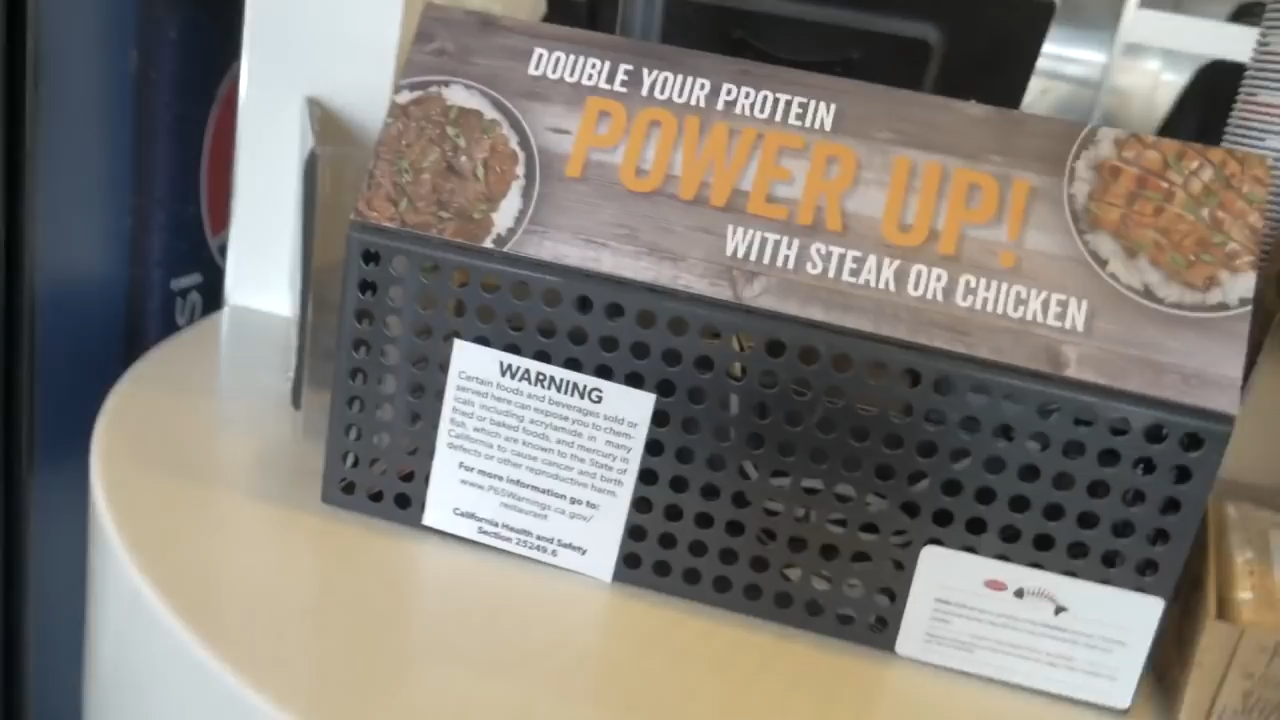 DOUBLE YOUR PROTEIN
POWER UP!
WITH STEAK OR CHICKEN
WARNING
Certain foods and beverages sold or
served here can expose you to chem-
icals including acrylamide in many
fried or baked foods, and mercury in
fish, which are known to the State of
California to cause cancer and birth
defects or other reproductive harm.
For more information go to:
www.P65Warnings.ca.gov/
restaurant
California Health and Safety
Section 25249.6
si